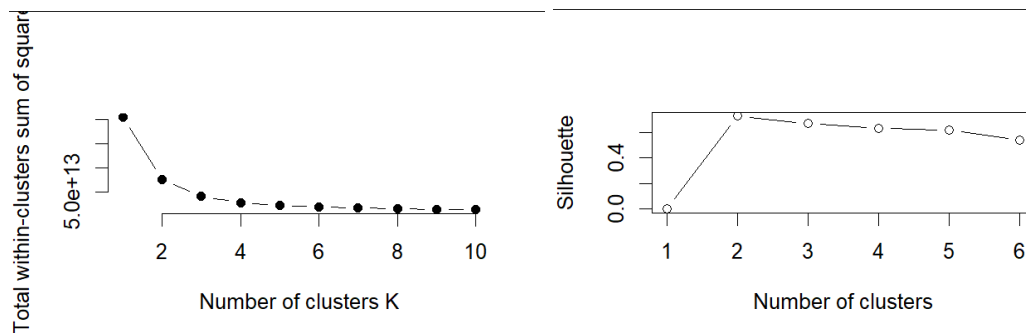 Total within-clusters sum of square
5.0e+13
2 4 6 8 10
Number of clusters K
Silhouette
0.0 0.4
1 2 3 4 5 6
Number of clusters